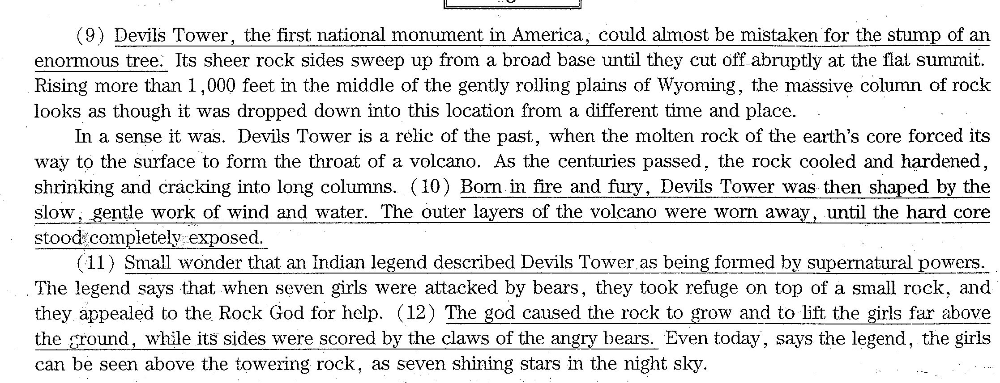 (9) Devils Tower, the first national monument in America, could almost be mistaken for the stump of an
enormous tree. Its sheer rock sides sweep up from a broad base until they cut off abruptly at the flat summit.
Rising more than 1,000 feet in the middle of the gently rolling plains of Wyoming, the massive column of rock
looks as though it was dropped down into this location from a different time and place.
In a sense it was. Devils Tower is a relic of the past, when the molten rock of the earth's core forced its
way to the surface to form the throat of a volcano. As the centuries passed, the rock cooled and hardened,
shrinking and cracking into long columns. (10) Born in fire and fury, Devils Tower was then shaped by the
slow, gentle work of wind and water. The outer layers of the volcano were worn away, until the hard core
stood completely exposed.
(11) Small wonder that an Indian legend described Devils Tower as being formed by supernatural powers.
The legend says that when seven girls were attacked by bears, they took refuge on top of a small rock, and
they appealed to the Rock God for help. (12) The god caused the rock to grow and to lift the girls far above
the ground, while its sides were scored by the claws of the angry bears. Even today, says the legend, the girls
can be seen above the towering rock, as seven shining stars in the night sky.